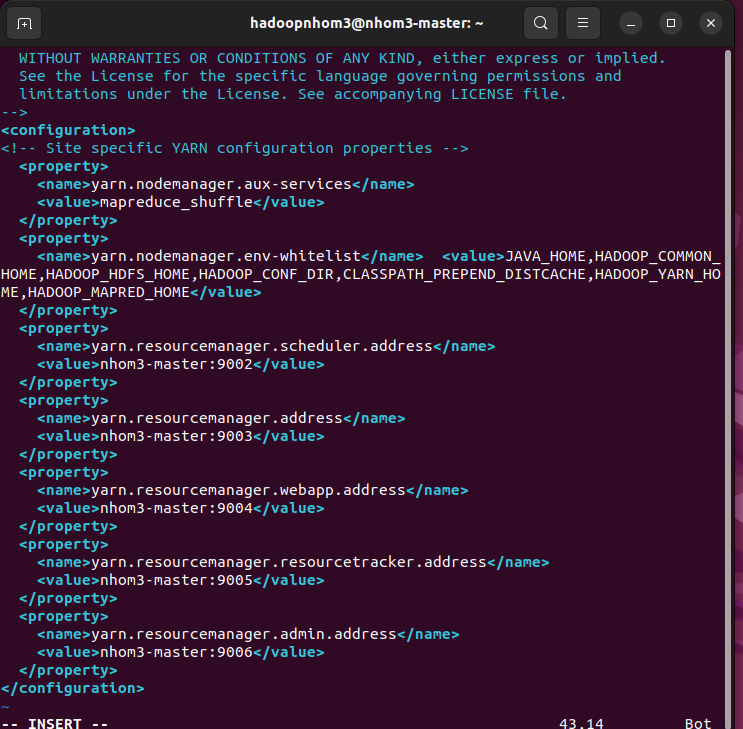 hadoopnhom3@nhom3-master: ~
WITHOUT WARRANTIES OR CONDITIONS OF ANY KIND, either express or implied.
See the License for the specific language governing permissions and
limitations under the License. See accompanying LICENSE file.
-->
<configuration>
<!-- Site specific YARN configuration properties -->
<property>
<name>yarn.nodemanager.aux-services</name>
<value>mapreduce_shuffle</value>
</property>
<property>
<name>yarn.nodemanager.env-whitelist</name>  <value>JAVA_HOME,HADOOP_COMMON_
HOME,HADOOP_HDFS_HOME,HADOOP_CONF_DIR,CLASSPATH_PREPEND_DISTCACHE,HADOOP_YARN_HO
ME,HADOOP_MAPRED_HOME</value>
</property>
<property>
<name>yarn.resourcemanager.scheduler.address</name>
<value>nhom3-master:9002</value>
</property>
<property>
<name>yarn.resourcemanager.address</name>
<value>nhom3-master:9003</value>
</property>
<property>
<name>yarn.resourcemanager.webapp.address</name>
<value>nhom3-master:9004</value>
</property>
<property>
<name>yarn.resourcemanager.resourcetracker.address</name>
<value>nhom3-master:9005</value>
</property>
<property>
<name>yarn.resourcemanager.admin.address</name>
<value>nhom3-master:9006</value>
</property>
</configuration>
~
-- INSERT -- 43,14 Bot